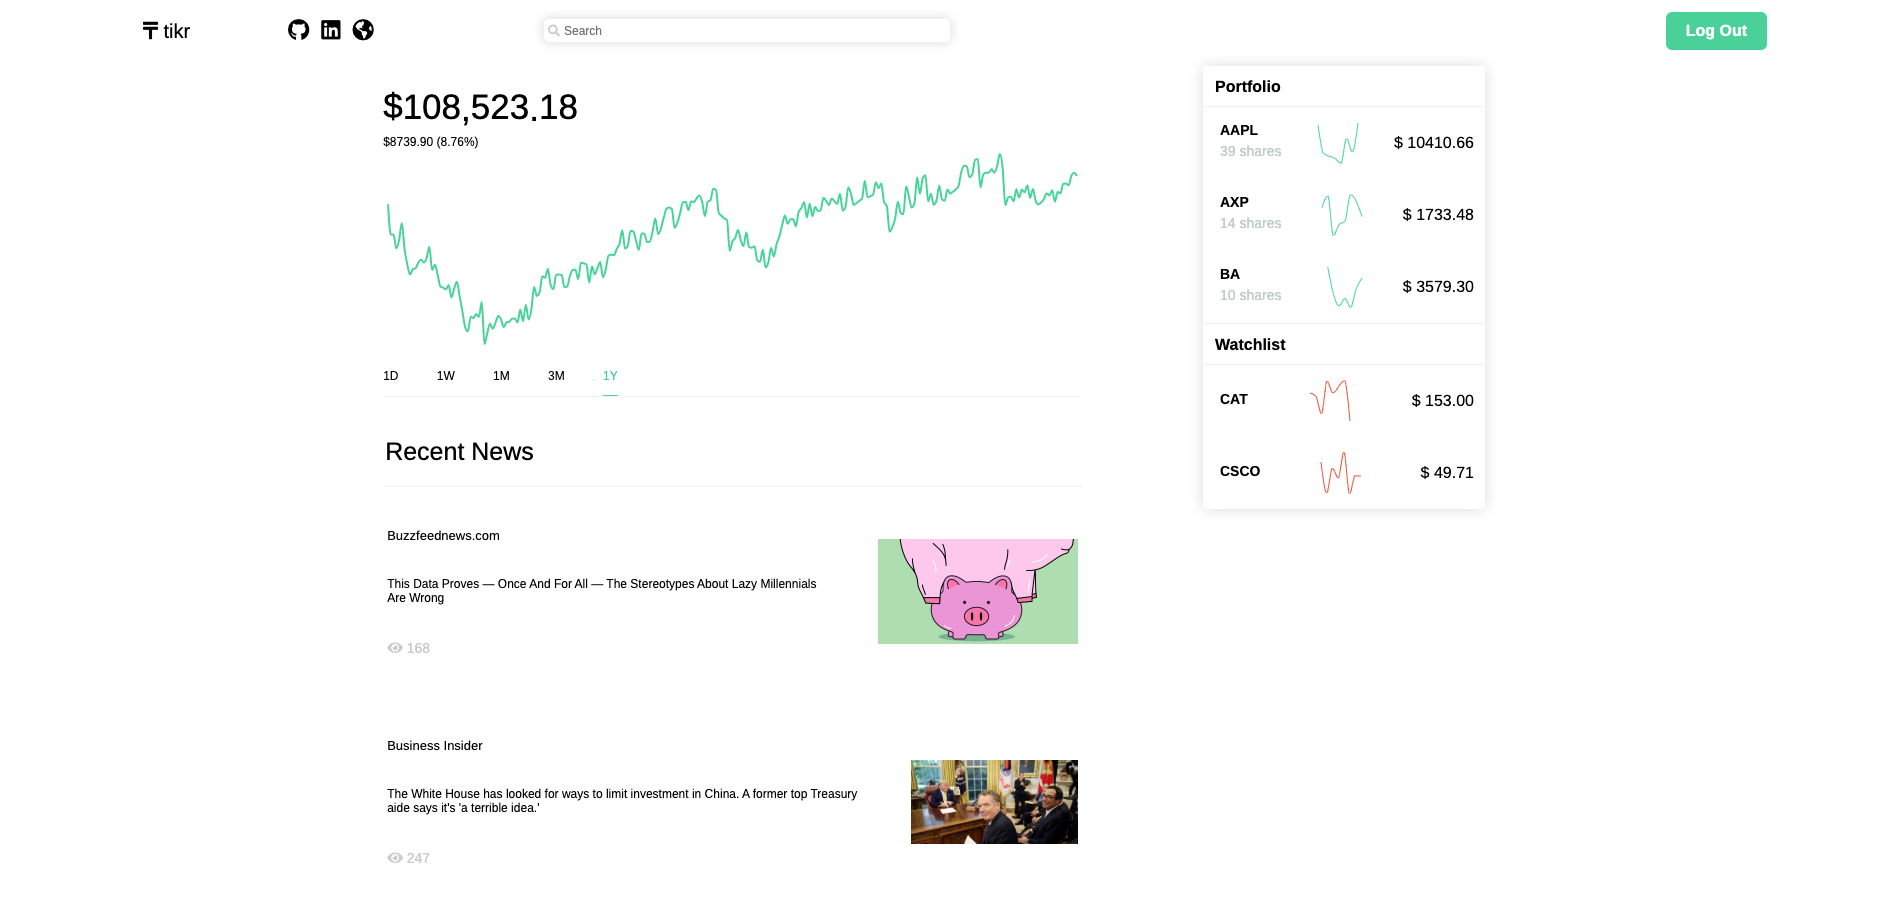 tikr
Search
Log Out
$108,523.18
$8739.90 (8.76%)
1D 1W 1M 3M 1Y
Recent News
Buzzfeednews.com
This Data Proves — Once And For All — The Stereotypes About Lazy Millennials
Are Wrong
168
Business Insider
The White House has looked for ways to limit investment in China. A former top Treasury
aide says it's 'a terrible idea.'
247
Portfolio
AAPL
39 shares
$ 10410.66
AXP
14 shares
$ 1733.48
BA
10 shares
$ 3579.30
Watchlist
CAT
$ 153.00
CSCO
$ 49.71